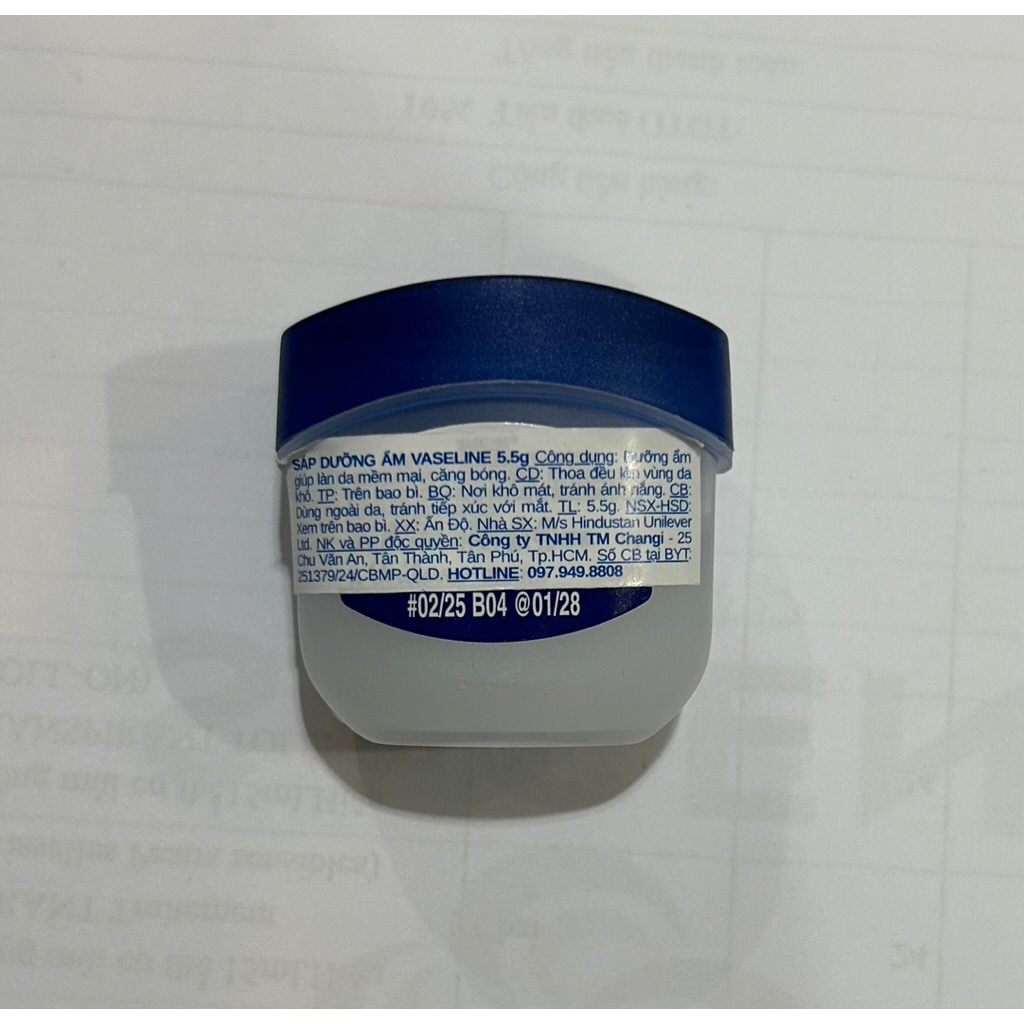 SÁP DƯỠNG ẨM VASELINE 5.5g Công dụng: Dưỡng ẩm
giúp làn da mềm mại, căng bóng. CD: Thoa đều lên vùng da
khô. TP: Trên bao bì. BQ: Nơi khô mát, tránh ánh nắng. CB:
Dùng ngoài da, tránh tiếp xúc với mắt. TL: 5.5g. NSX-HSD:
Xem trên bao bì. XX: Ấn Độ. Nhà SX: M/s Hindustan Unilever
Ltd. NK và PP độc quyền: Công ty TNHH TM Changi - 25
Chu Văn An, Tân Thành, Tân Phú, Tp.HCM. Số CB tại BYT:
251379/24/CBMP-QLD. HOTLINE: 097.949.8808
#02/25 B04 @01/28